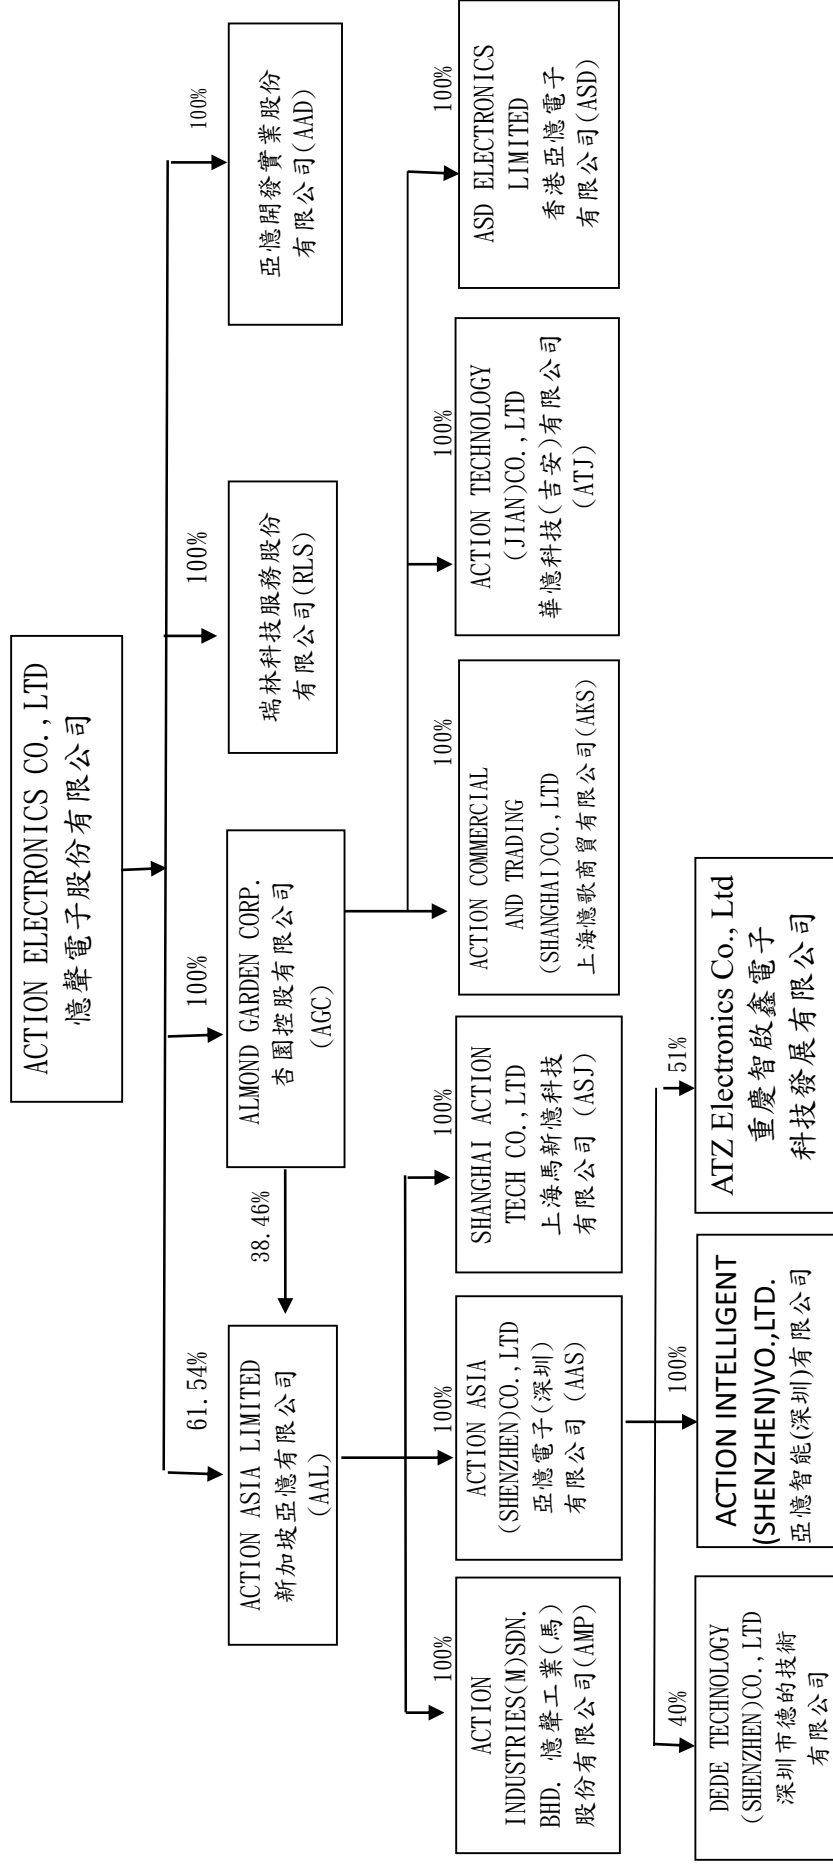 ACTION ELECTRONICS CO.,LTD
憶聲電子股份有限公司
61.54%
100%
100%
100%
ACTION ASIA LIMITED
新加坡亞憶有限公司
(AAL)
38.46%
ALMOND GARDEN CORP.
杏園控股有限公司
(AGC)
瑞林科技服務股份
有限公司(RLS)
亞憶開發實業股份
有限公司(AAD)
100%
100%
100%
100%
100%
100%
ACTION
INDUSTRIES(M)SDN.
BHD. 憶聲工業(馬)
股份有限公司(AMP)
ACTION ASIA
(SHENZHEN)CO.,LTD
亞憶電子(深圳)
有限公司 (AAS)
SHANGHAI ACTION
TECH CO.,LTD
上海馬新憶科技
有限公司 (ASJ)
ACTION COMMERCIAL
AND TRADING
(SHANGHAI)CO.,LTD
上海憶歌商貿有限公司(AKS)
ACTION TECHNOLOGY
(JIAN)CO.,LTD
華憶科技(吉安)有限公司
(ATJ)
ASD ELECTRONICS
LIMITED
香港亞憶電子
有限公司(ASD)
40%
100%
51%
DEDE TECHNOLOGY
(SHENZHEN)CO.,LTD
深圳市德的技術
有限公司
ACTION INTELLIGENT
(SHENZHEN)VO.,LTD.
亞憶智能(深圳)有限公司
ATZ Electronics Co., Ltd
重慶智啟鑫電子
科技發展有限公司